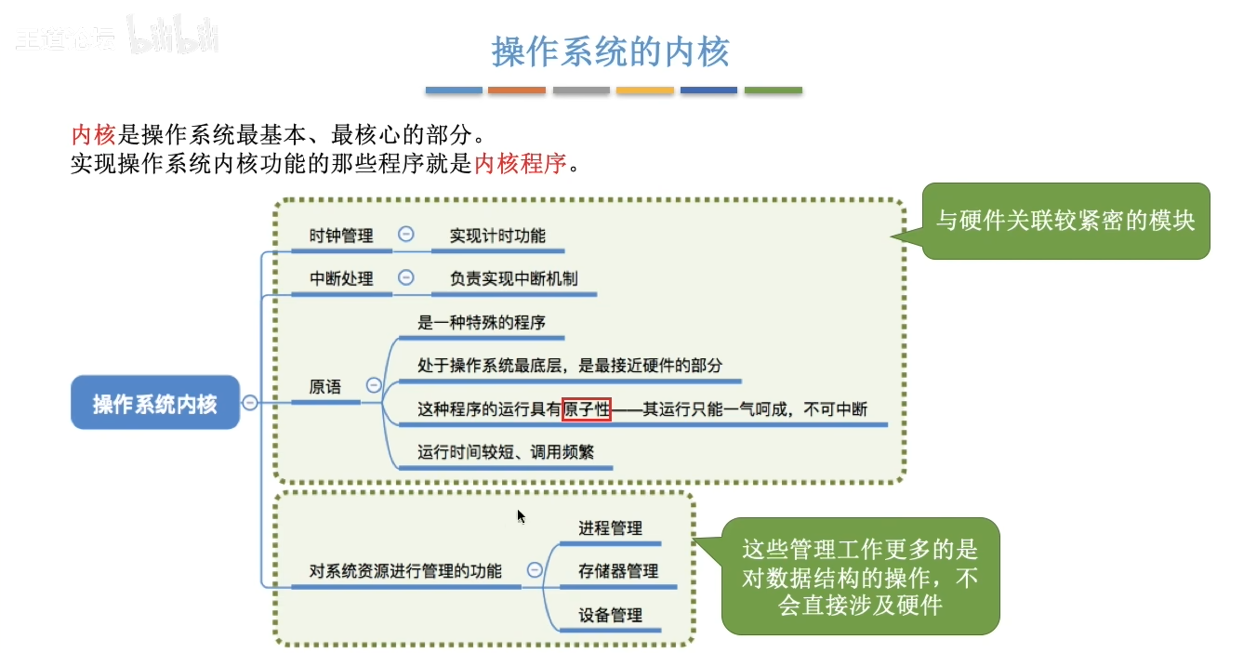 王道论坛 bilibili
操作系统的内核
内核是操作系统最基本、最核心的部分。
实现操作系统内核功能的那些程序就是内核程序。
与硬件关联较紧密的模块
时钟管理
实现计时功能
中断处理
负责实现中断机制
是一种特殊的程序
处于操作系统最底层，是最接近硬件的部分
原语
这种程序的运行具有原子性——其运行只能一气呵成，不可中断
运行时间较短、调用频繁
操作系统内核
对系统资源进行管理的功能
进程管理
存储器管理
设备管理
这些管理工作更多的是
对数据结构的操作，不
会直接涉及硬件